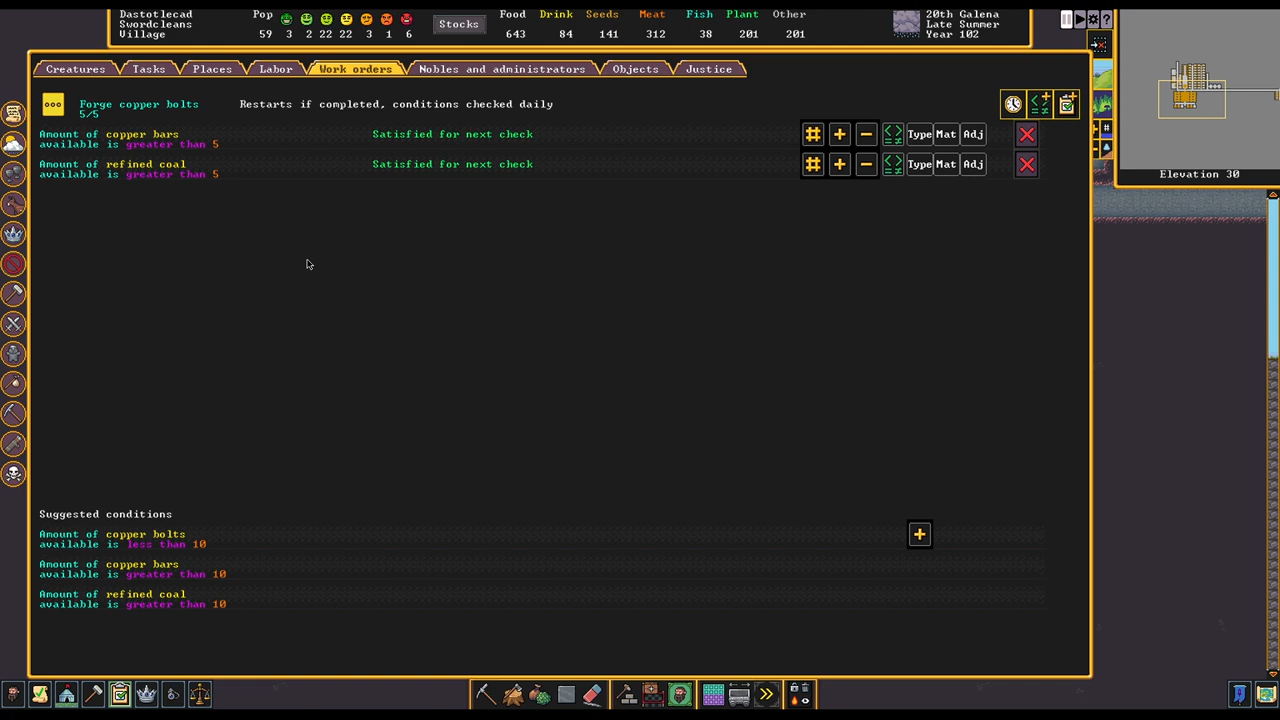 Dastotlecad
Swordcleans
Village
Pop
59 3 2 22 22 3 1 6
Stocks
Food Drink Seeds Meat Fish Plant Other
643 84 141 312 38 201 201
20th Galena
Late Summer
Year 102
Creatures Tasks Places Labor Work orders Nobles and administrators Objects Justice
Forge copper bolts Restarts if completed, conditions checked daily
5/5
Amount of copper bars Satisfied for next check Type Mat Adj
available is greater than 5
Amount of refined coal Satisfied for next check Type Mat Adj
available is greater than 5
Elevation 30
Suggested conditions
Amount of copper bolts
available is less than 10
Amount of copper bars
available is greater than 10
Amount of refined coal
available is greater than 10